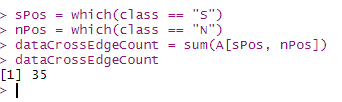 > sPos = which(class == "S")
> nPos = which(class == "N")
> dataCrossEdgeCount = sum(A[sPos, nPos])
> dataCrossEdgeCount
[1] 35
>